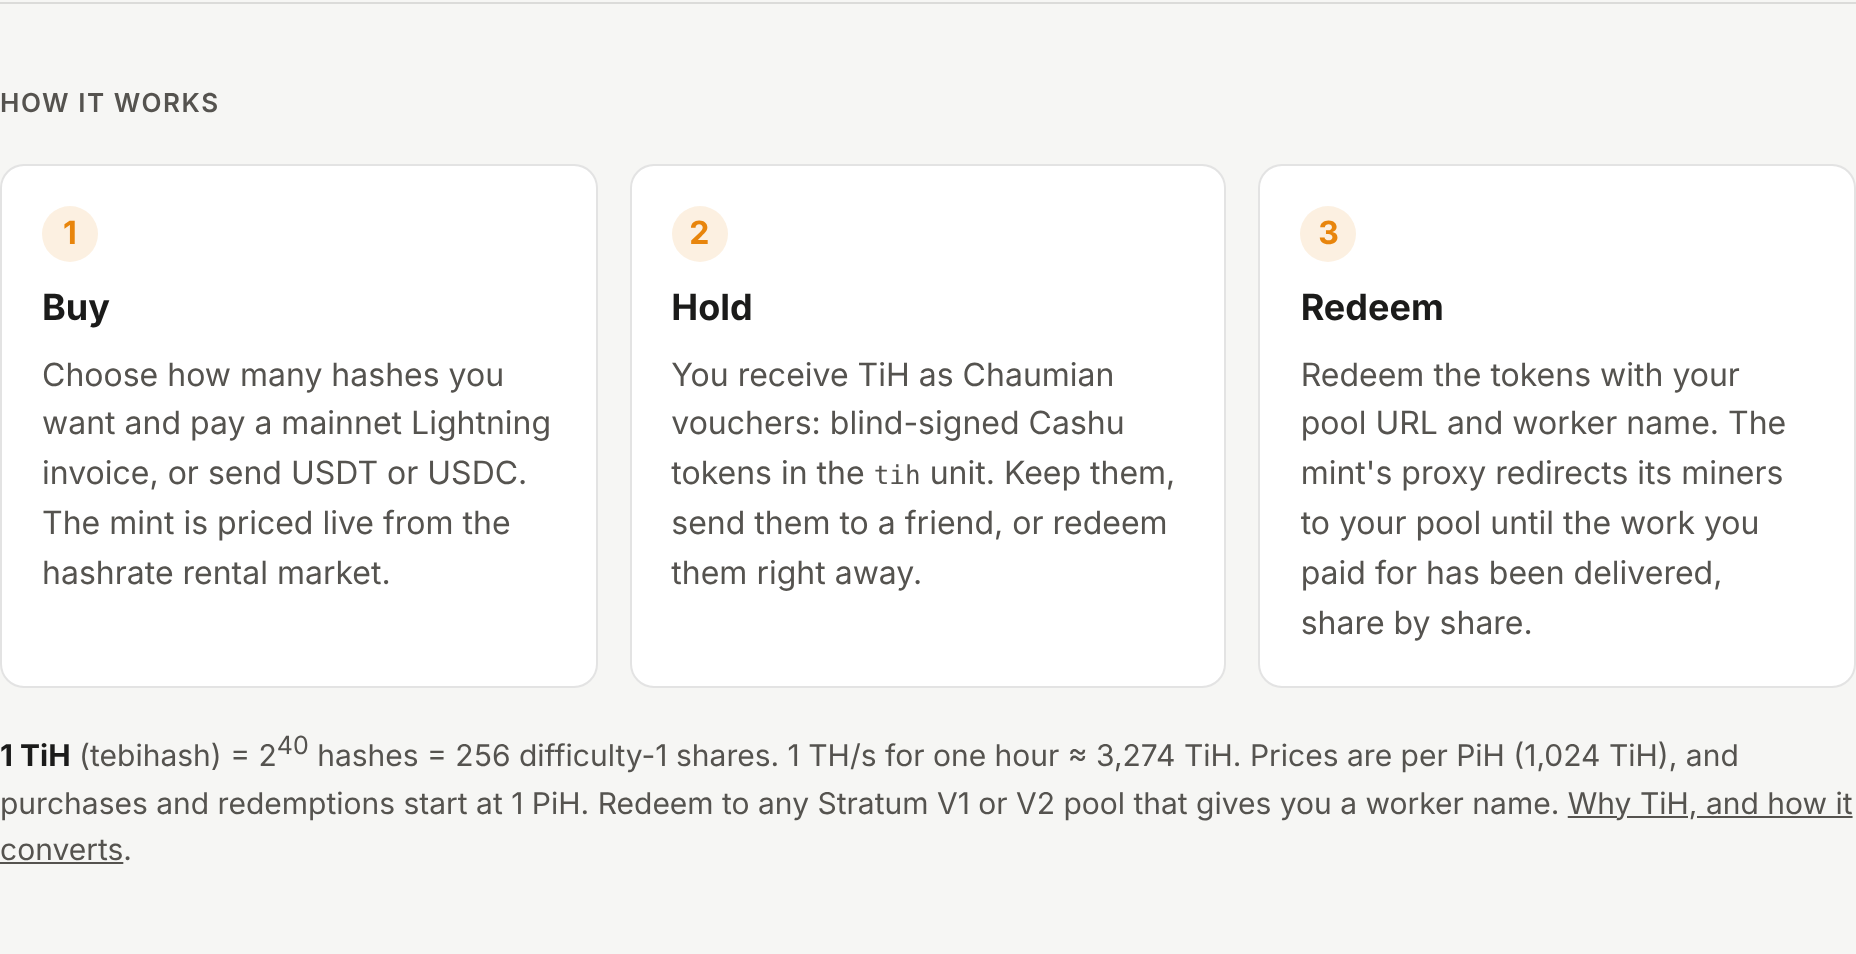 HOW IT WORKS
1
Buy
Choose how many hashes you
want and pay a mainnet Lightning
invoice, or send USDT or USDC.
The mint is priced live from the
hashrate rental market.
2
Hold
You receive TiH as Chaumian
vouchers: blind-signed Cashu
tokens in the tih unit. Keep them,
send them to a friend, or redeem
them right away.
3
Redeem
Redeem the tokens with your
pool URL and worker name. The
mint's proxy redirects its miners
to your pool until the work you
paid for has been delivered,
share by share.
1 TiH (tebihash) = 2^40 hashes = 256 difficulty-1 shares. 1 TH/s for one hour ≈ 3,274 TiH. Prices are per PiH (1,024 TiH), and
purchases and redemptions start at 1 PiH. Redeem to any Stratum V1 or V2 pool that gives you a worker name. Why TiH, and how it
converts.